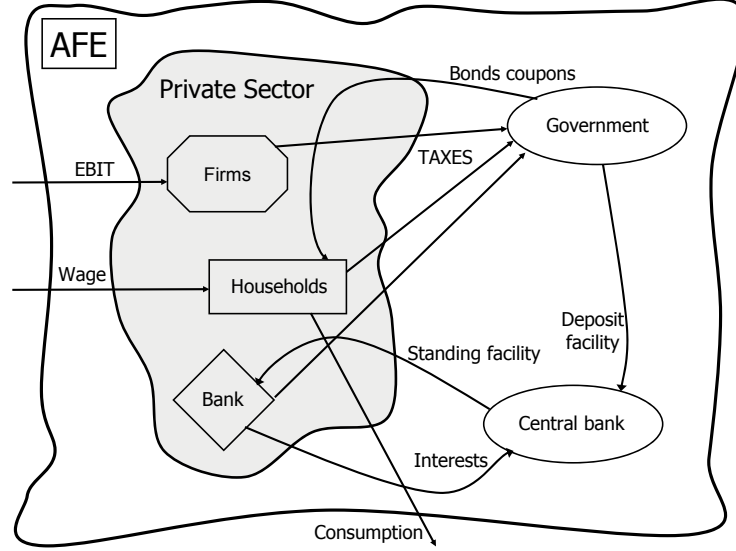 AFE
Private Sector
Bonds coupons
Government
TAXES
EBIT
Firms
Wage
Households
Deposit
facility
Standing facility
Bank
Central bank
Interests
Consumption